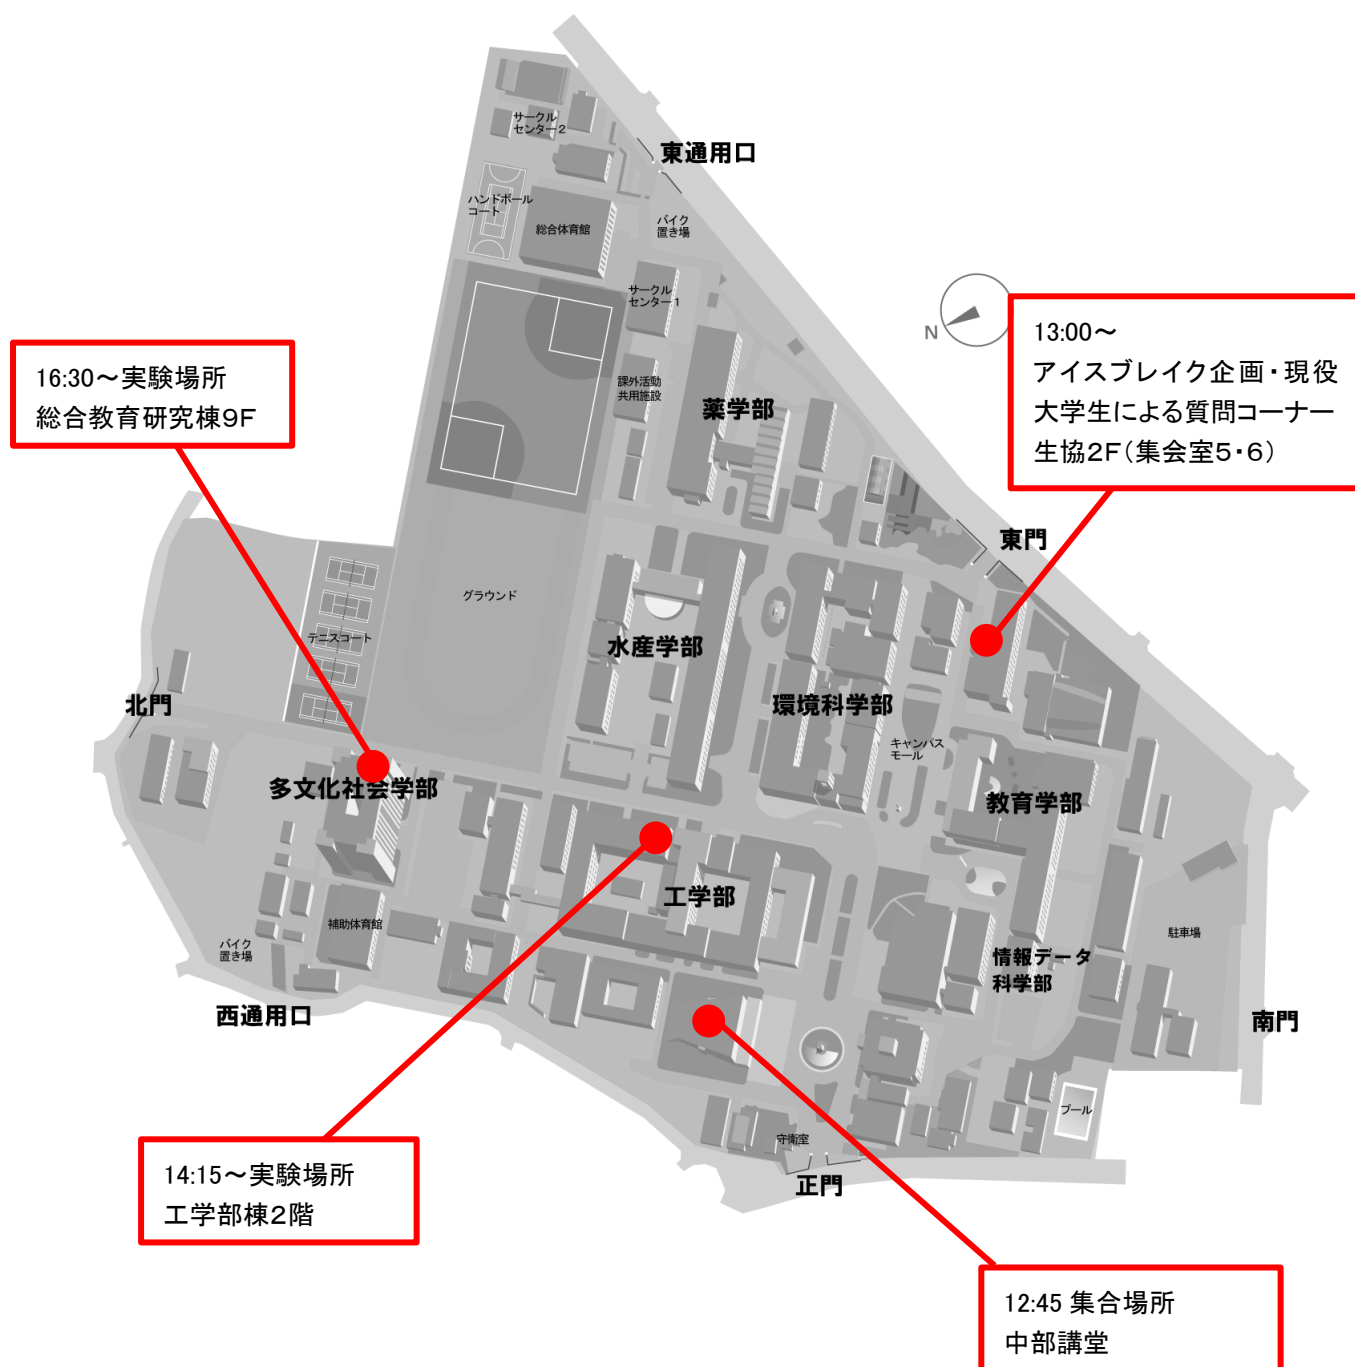 サークル
センター2
東通用口
ハンドボール
コート
総合体育館
バイク
置き場
サークル
センター1
N
13:00～
アイスブレイク企画・現役
大学生による質問コーナー
生協2F（集会室5・6）
16:30～実験場所
総合教育研究棟9F
課外活動
共用施設
薬学部
東門
グラウンド
テニスコート
水産学部
北門
環境科学部
キャンパス
モール
多文化社会学部
教育学部
工学部
補助体育館
バイク
置き場
駐車場
情報データ
科学部
西通用口
南門
プール
守衛室
正門
14:15～実験場所
工学部棟2階
12:45 集合場所
中部講堂